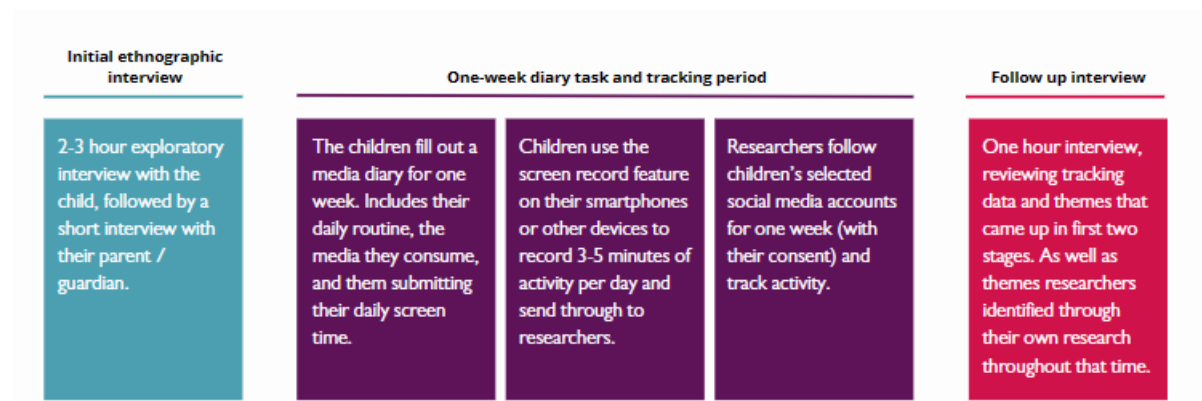 Initial ethnographic
interview
One-week diary task and tracking period
Follow up interview
2-3 hour exploratory
interview with the
child, followed by a
short interview with
their parent /
guardian.
The children fill out a
media diary for one
week. Includes their
daily routine, the
media they consume,
and them submitting
their daily screen
time.
Children use the
screen record feature
on their smartphones
or other devices to
record 3-5 minutes of
activity per day and
send through to
researchers.
Researchers follow
children's selected
social media accounts
for one week (with
their consent) and
track activity.
One hour interview,
reviewing tracking
data and themes that
came up in first two
stages. As well as
themes researchers
identified through
their own research
throughout that time.